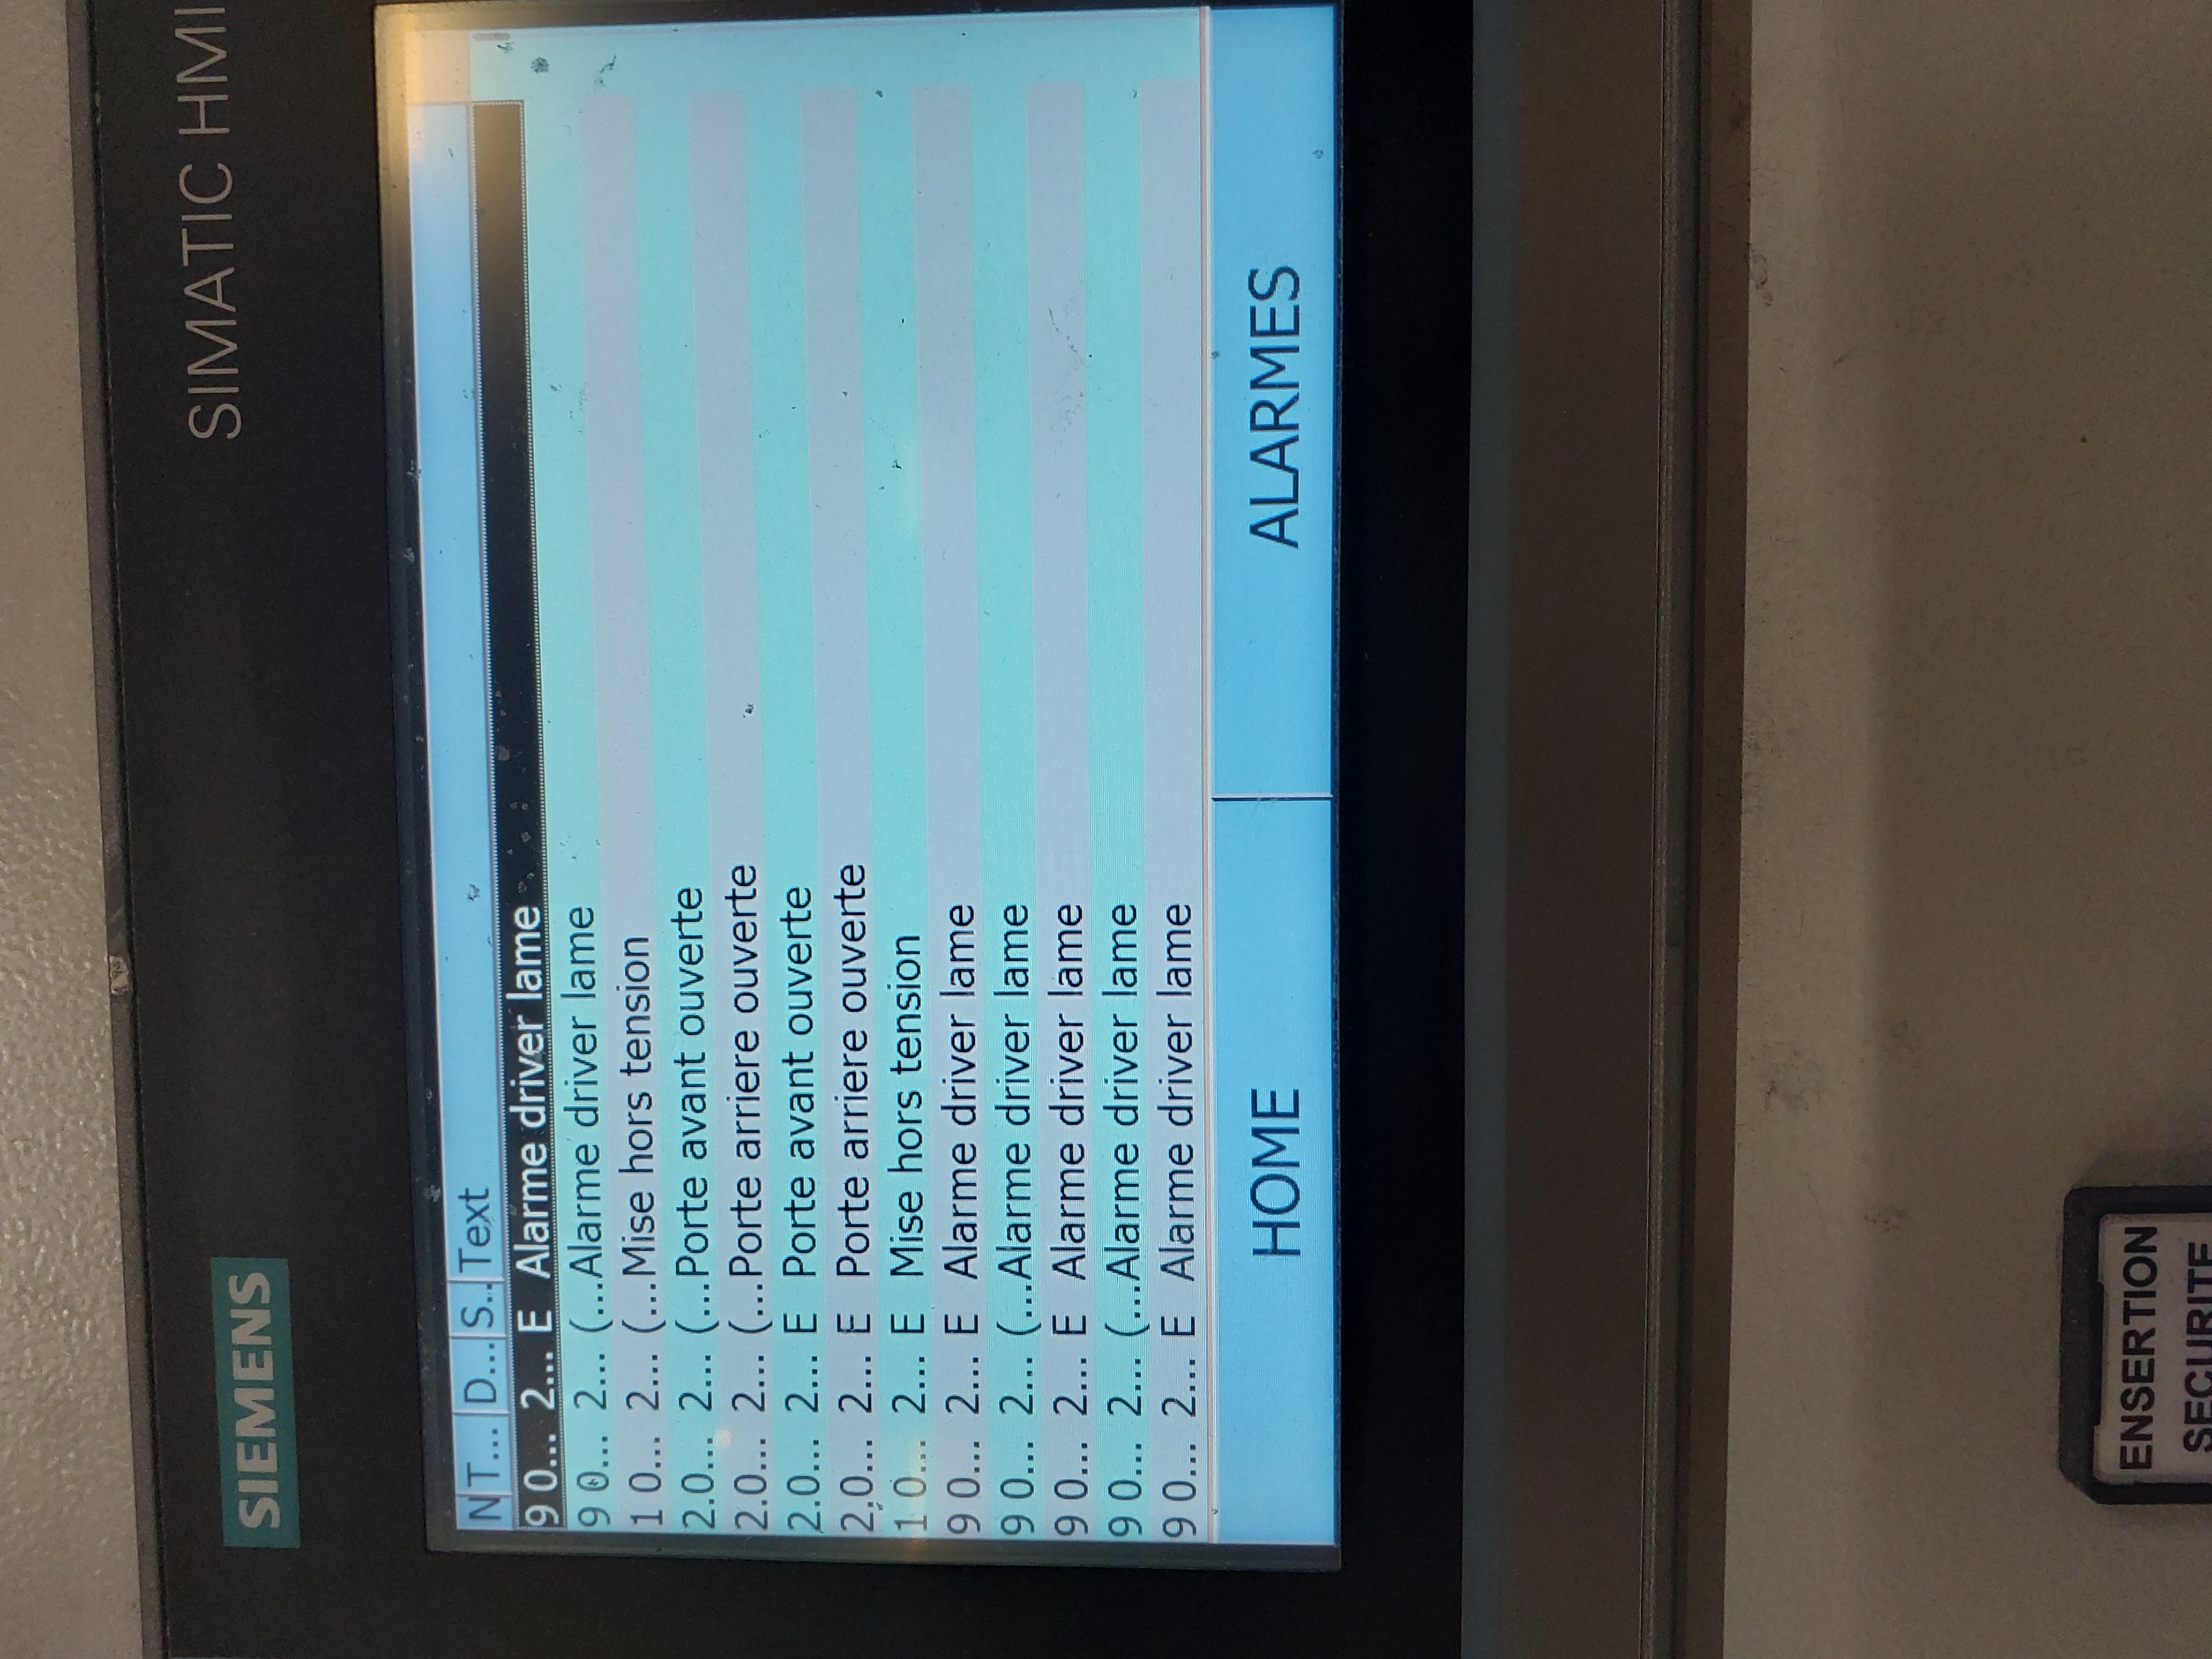 SIEMENS
SIMATIC HMI
N T... D... S.. Text
9 0... 2... E Alarme driver lame
9 0... 2... (...Alarme driver lame
1 0... 2... (...Mise hors tension
2.0... 2... (...Porte avant ouverte
2.0... 2... (...Porte arriere ouverte
2.0... 2... E Porte avant ouverte
2.0... 2... E Porte arriere ouverte
1 0... 2... E Mise hors tension
9 0... 2... E Alarme driver lame
9 0... 2... (...Alarme driver lame
9 0... 2... E Alarme driver lame
9 0... 2... (...Alarme driver lame
9 0... 2... E Alarme driver lame
HOME ALARMES
ENSERTION
SECURITE